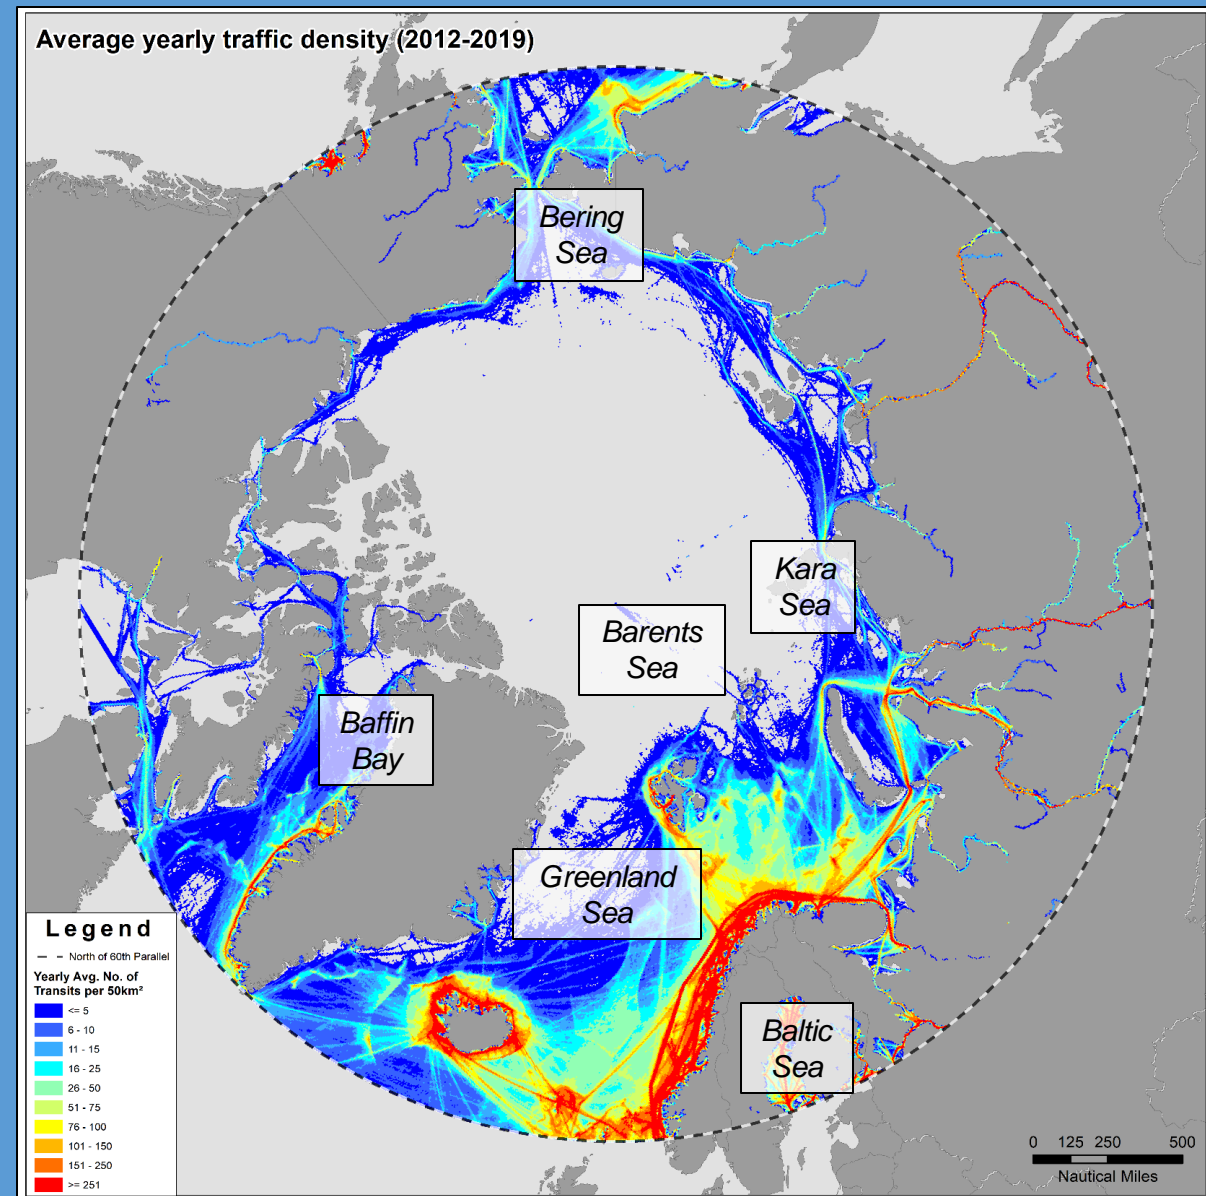 Average yearly traffic density (2012-2019)
Bering
Sea
Kara
Sea
Barents
Sea
Baffin
Bay
Greenland
Sea
Baltic
Sea
Legend
North of 60th Parallel
Yearly Avg. No. of
Transits per 50km²
<= 5
6 - 10
11 - 15
16 - 25
26 - 50
51 - 75
76 - 100
101 - 150
151 - 250
>= 251
0 125 250 500
Nautical Miles